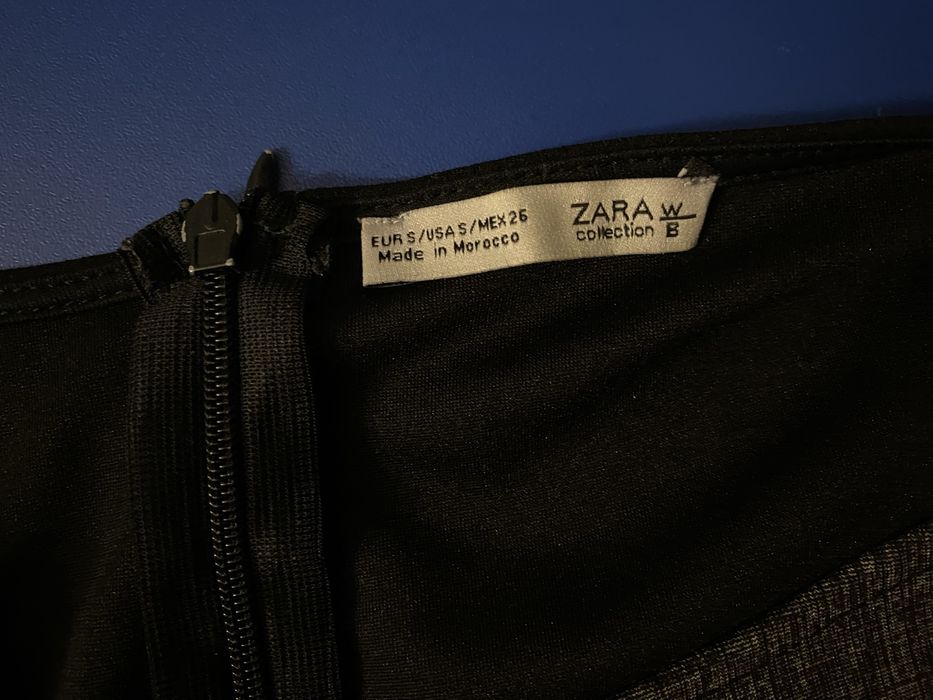 EUR S/USA S/MEX 26
Made in Morocco
ZARA W
collection B